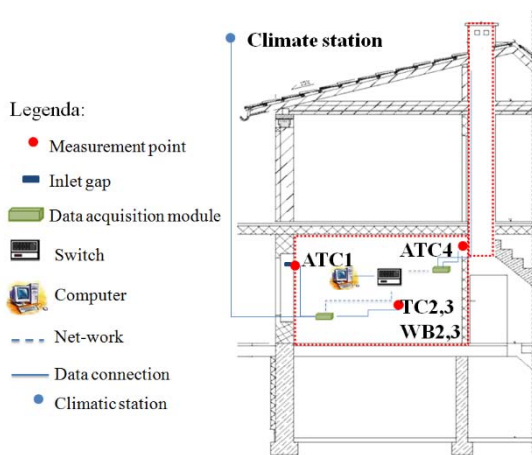 Climate station
Legenda:
Measurement point
Inlet gap
Data acquisition module
Switch
Computer
Net-work
Data connection
Climatic station
ATC1
ATC4
TC2,3
WB2,3